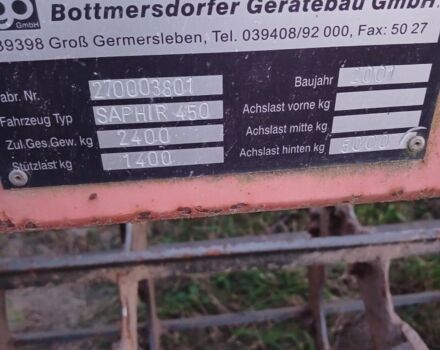 Bottmersdorfer Gerätebau GmbH
GmbH
39398 Groß Germersleben, Tel. 039408/92 000, Fax: 50 27
abr. Nr. 270003801
Baujahr 2001
Fahrzeug Typ SAPHIR 450
Achslast vorne kg
Zul.Ges.Gew. kg 2400
Achslast mitte kg
Stützlast kg 1400
Achslast hinten kg